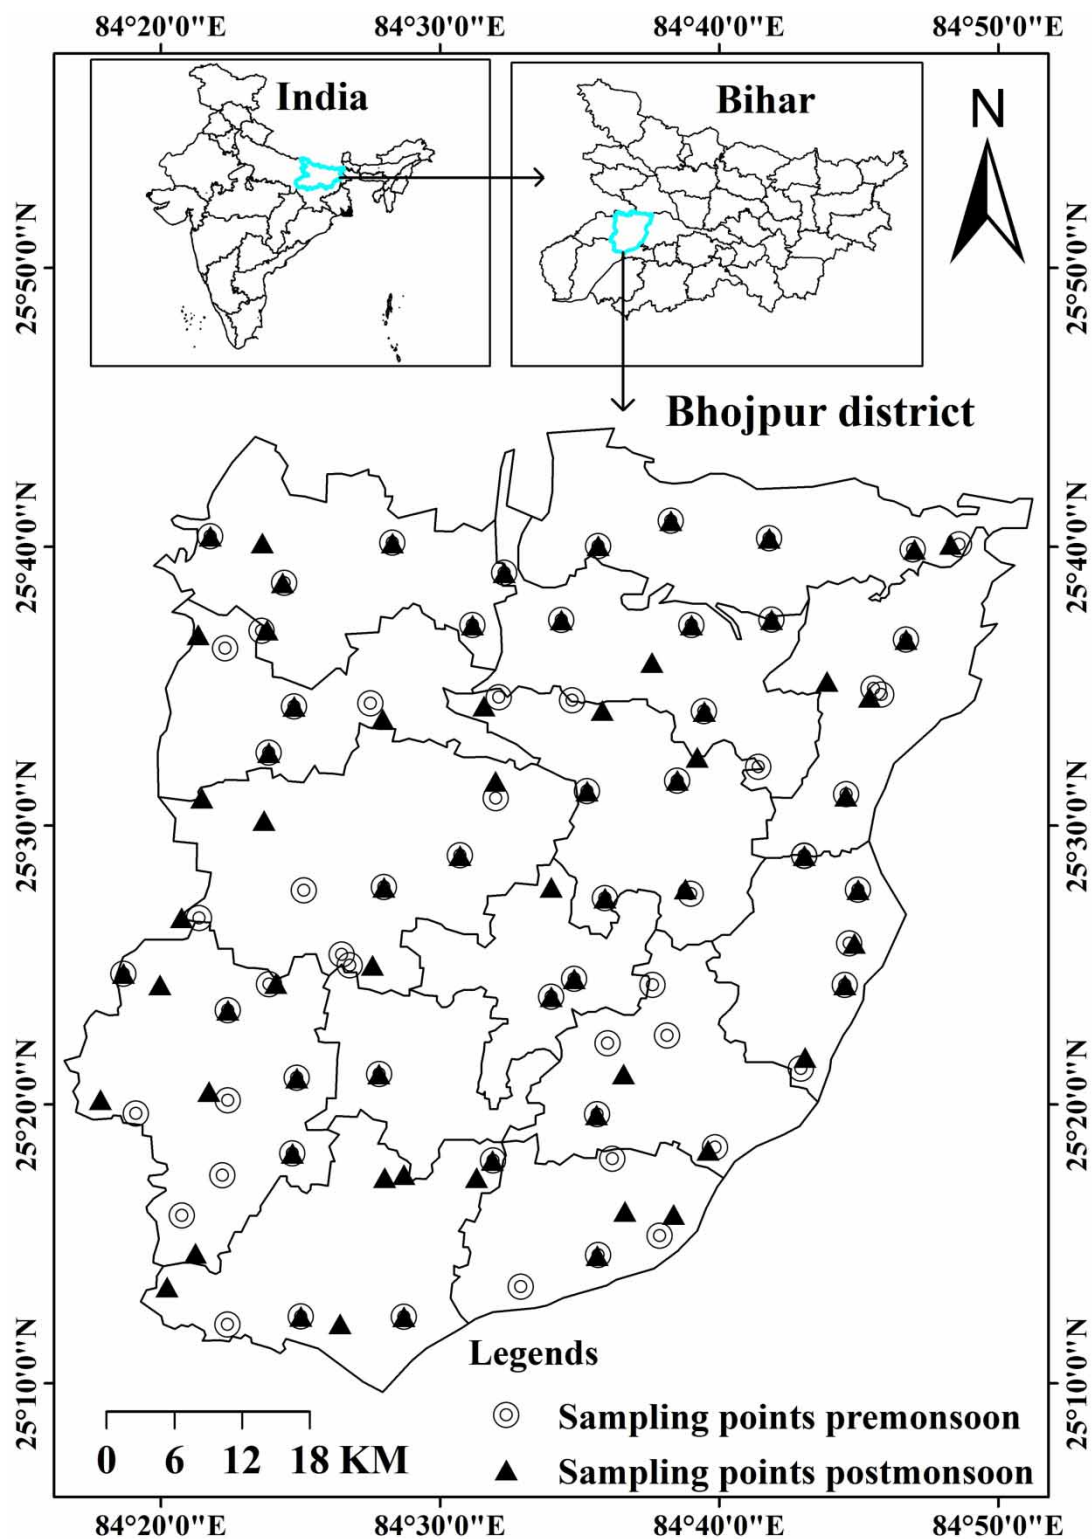 84°20'0"E 84°30'0"E 84°40'0"E 84°50'0"E
India
Bihar
N
25°50'0"N 25°50'0"N
Bhojpur district
25°40'0"N 25°40'0"N
25°30'0"N 25°30'0"N
25°20'0"N 25°20'0"N
25°10'0"N 25°10'0"N
Legends
Sampling points premonsoon
Sampling points postmonsoon
0 6 12 18 KM
84°20'0"E 84°30'0"E 84°40'0"E 84°50'0"E